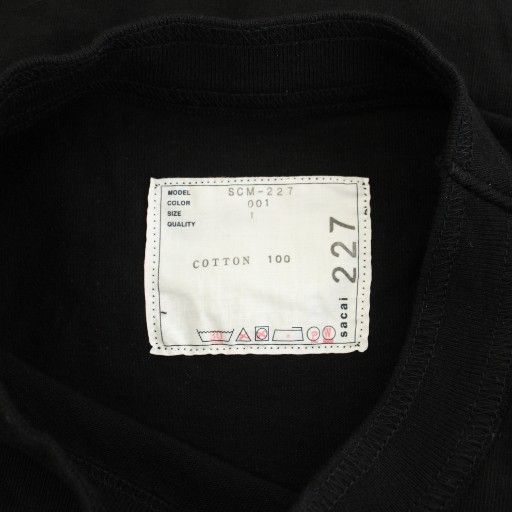 MODEL SCM-227
COLOR 001
SIZE 1
QUALITY
COTTON 100
sacai 227